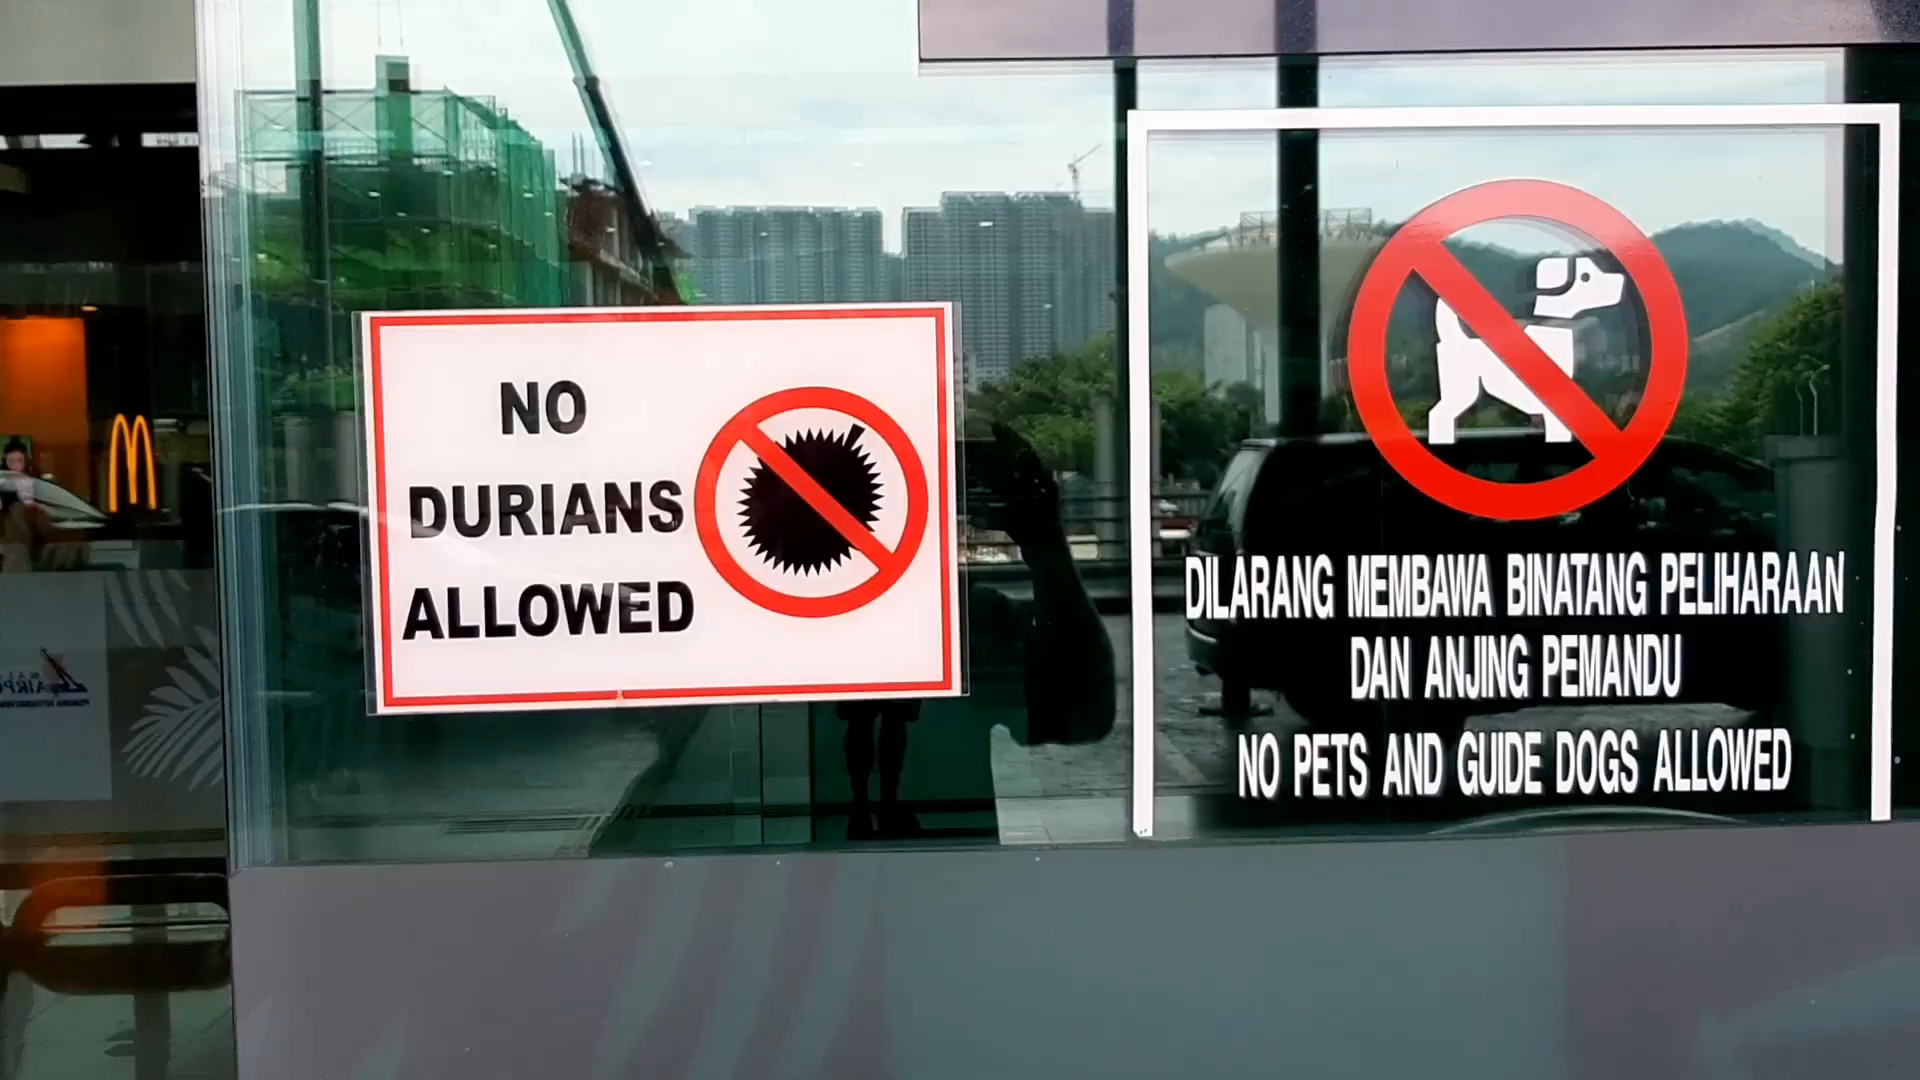 NO
DURIANS
ALLOWED
DILARANG MEMBAWA BINATANG PELIHARAAN
DAN ANJING PEMANDU
NO PETS AND GUIDE DOGS ALLOWED